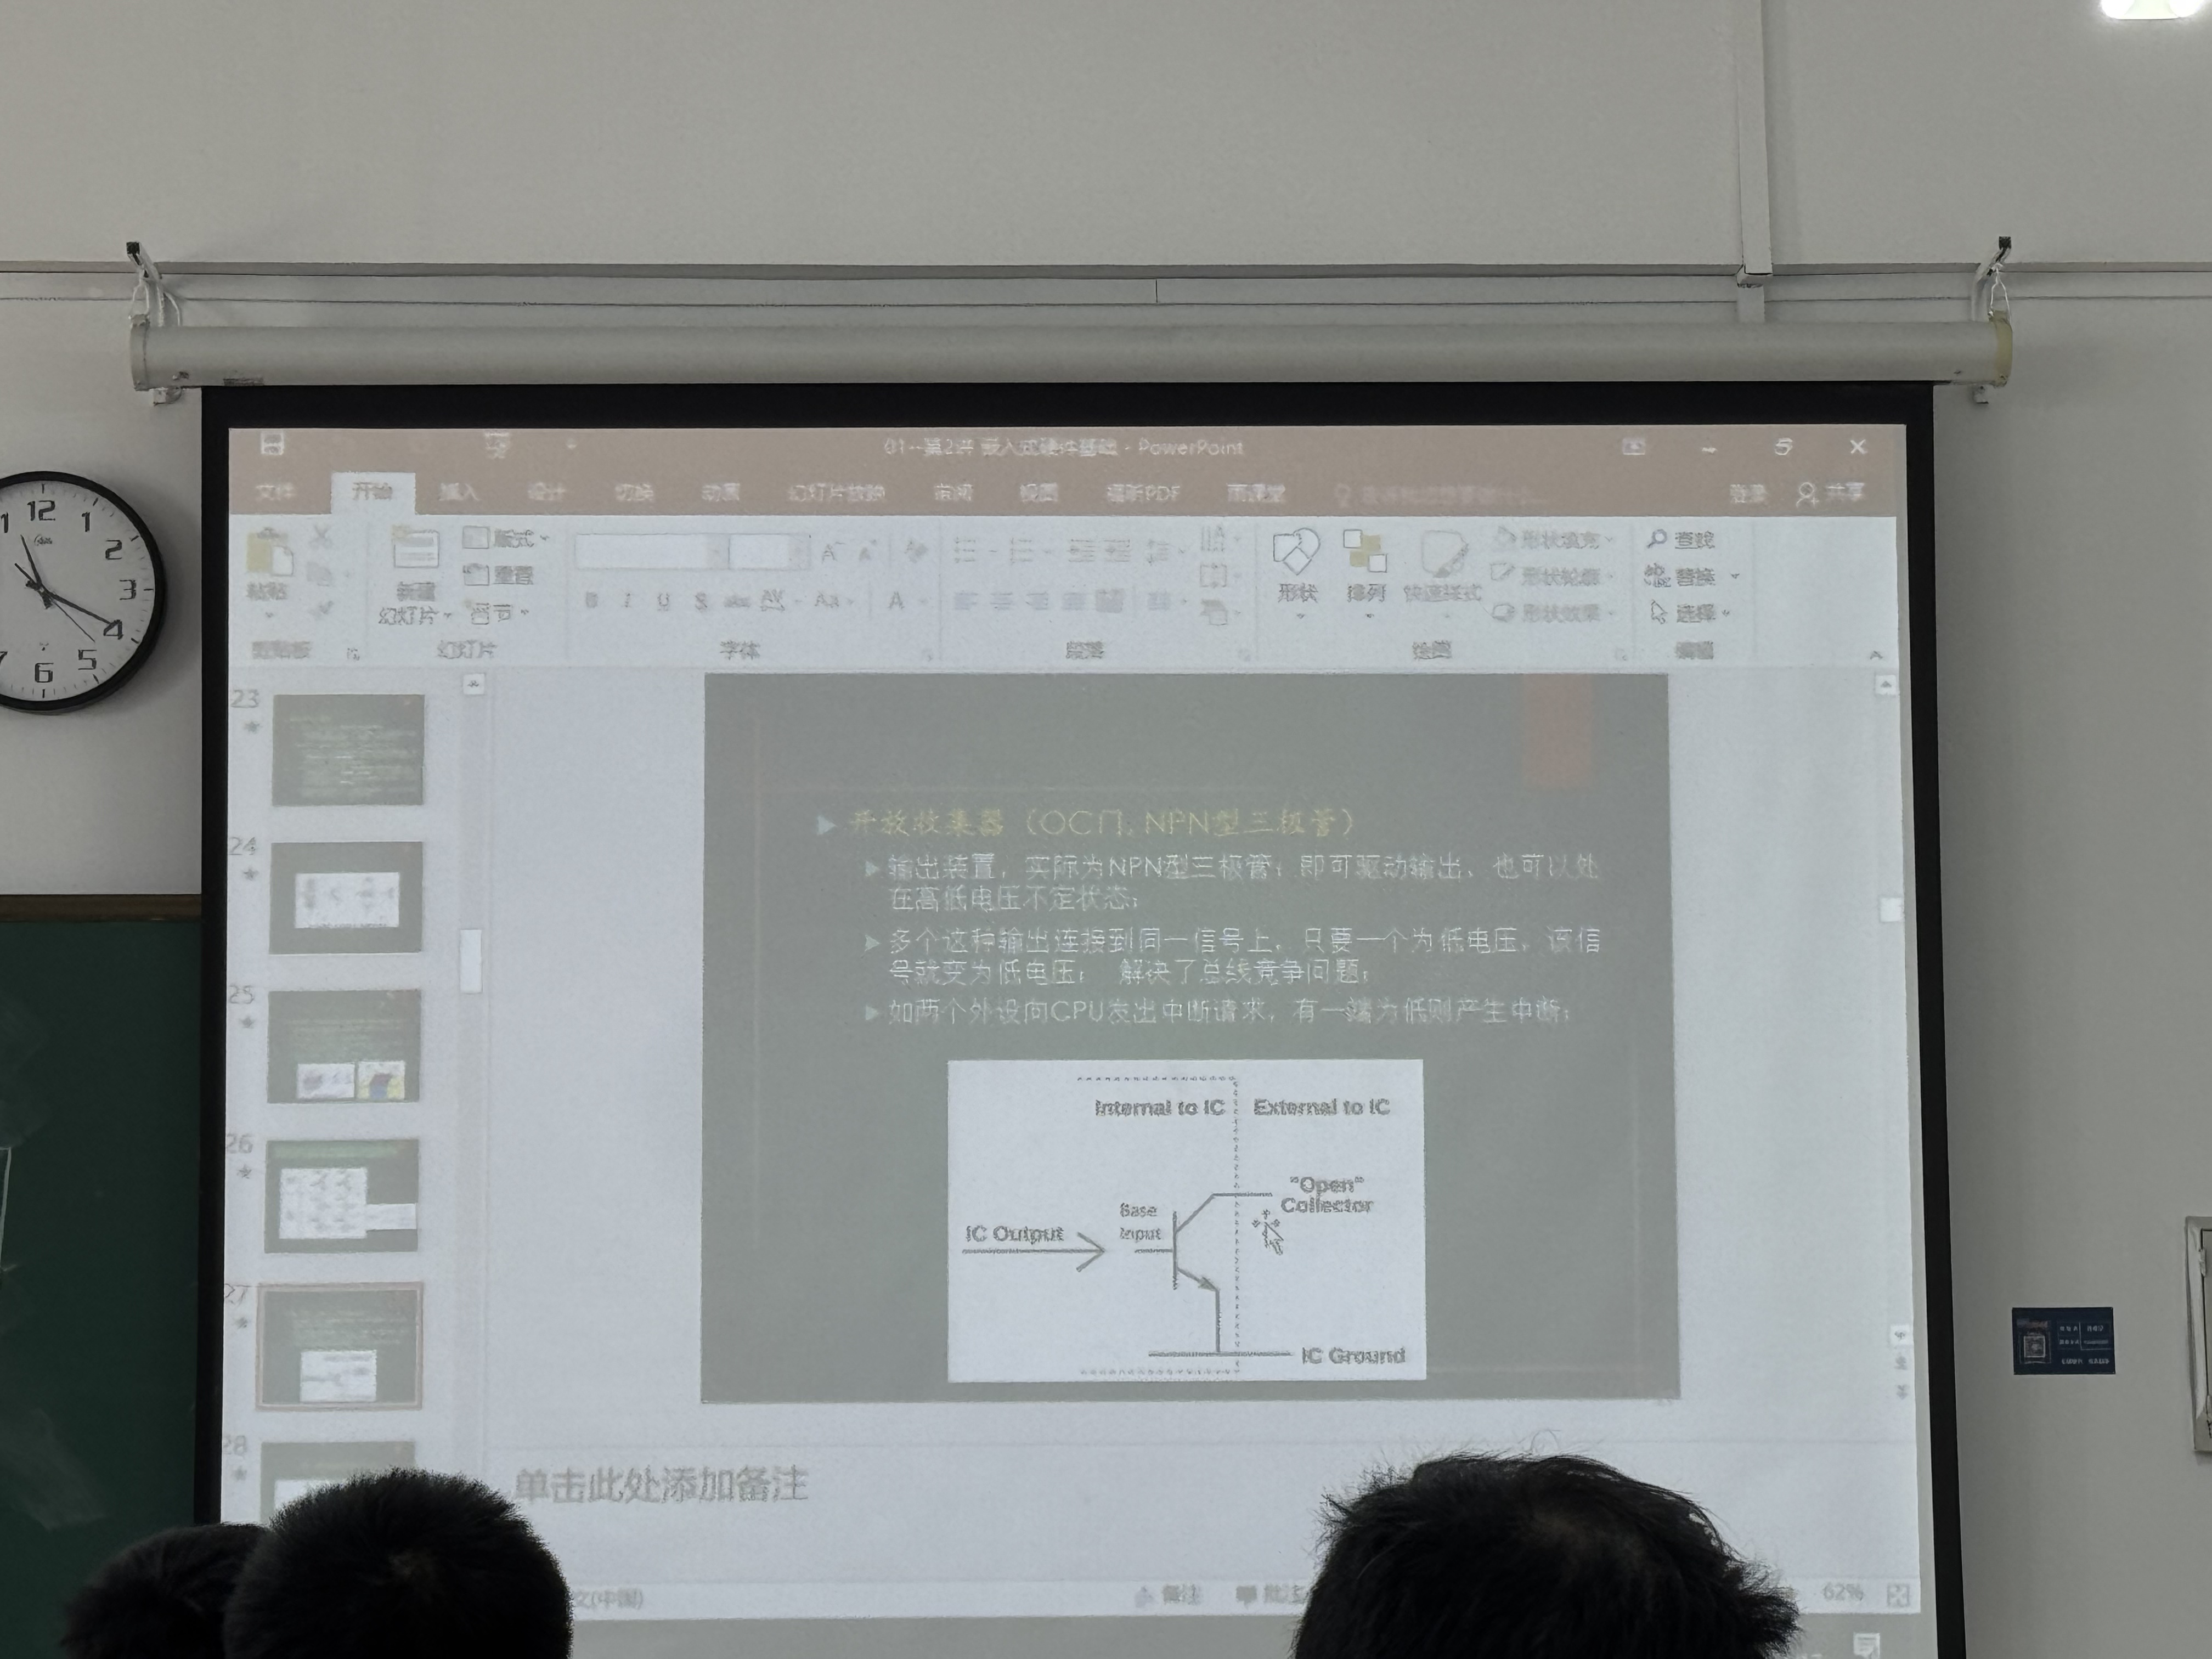 01--第2讲 嵌入式硬件基础 - PowerPoint
文件 开始 插入 设计 切换 动画 幻灯片放映 审阅 视图 福昕PDF 雨课堂 登录 共享
粘贴 新建 幻灯片 版式 重置 节
形状 排列 快速样式 形状填充 形状轮廓 形状效果 查找 替换 选择
剪贴板 幻灯片 字体 段落 绘图 编辑
23
24
25
26
27
28
开放收集器（OC门, NPN型三极管）
输出装置，实际为NPN型三极管；即可驱动输出，也可以处
在高低电压不定状态；
多个这种输出连接到同一信号上，只要一个为低电压，该信
号就变为低电压； 解决了总线竞争问题；
如两个外设向CPU发出中断请求，有一端为低则产生中断；
Internal to IC External to IC
"Open"
Collector
Base
Input
IC Output
IC Ground
单击此处添加备注
文(中国) 备注 批注 62%
12
1
2
3
4
5
6
7